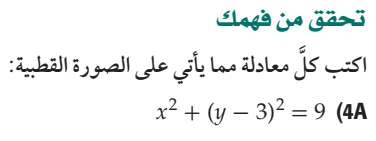 تحقق من فهمك
اكتب كلَّ معادلة مما يأتي على الصورة القطبية:
x² + (y − 3)² = 9 (4A